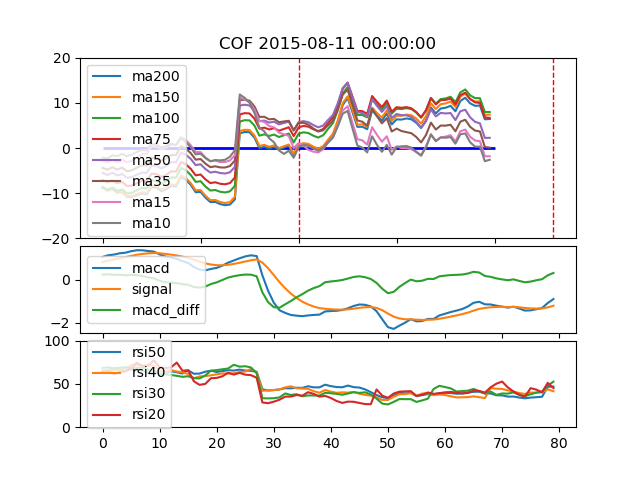 COF 2015-08-11 00:00:00
20
10
0
−10
−20
ma200
ma150
ma100
ma75
ma50
ma35
ma15
ma10
0
−2
macd
signal
macd_diff
100
50
0
rsi50
rsi40
rsi30
rsi20
0 10 20 30 40 50 60 70 80